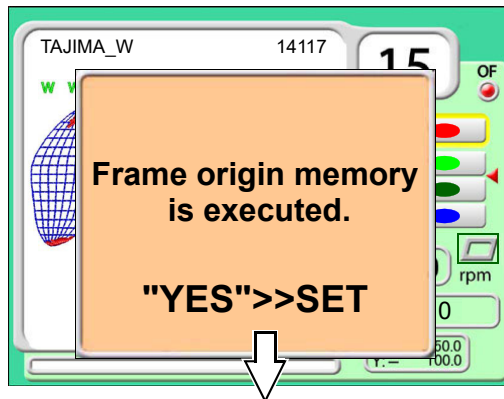 TAJIMA_W 14117
15
OF
W
Frame origin memory
is executed.
rpm
"YES">>SET
0
50.0
Y: – 100.0